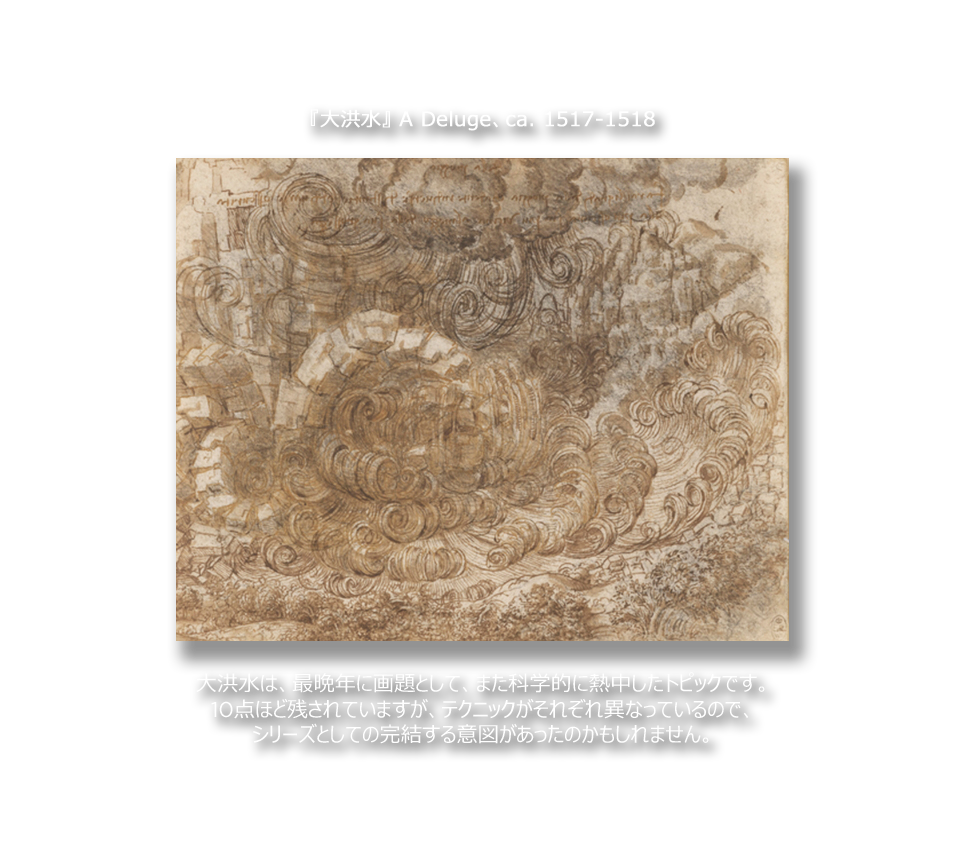 『大洪水』 A Deluge、ca. 1517-1518
大洪水は、最晩年に画題として、また科学的に熱中したトピックです。
10点ほど残されていますが、テクニックがそれぞれ異なっているので、
シリーズとしての完結する意図があったのかもしれません。